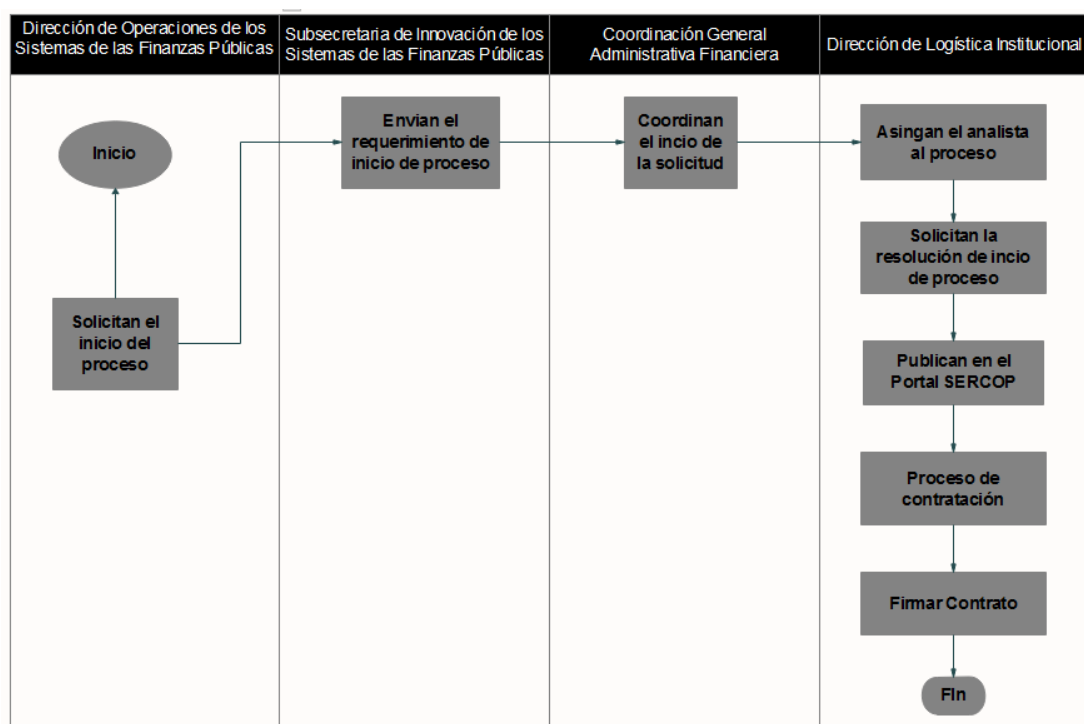 Dirección de Operaciones de los
Sistemas de las Finanzas Públicas
Subsecretaria de Innovación de los
Sistemas de las Finanzas Públicas
Coordinación General
Administrativa Financiera
Dirección de Logística Institucional
Inicio
Solicitan el
inicio del
proceso
Envian el
requerimiento de
inicio de proceso
Coordinan
el incio de
la solicitud
Asingan el analista
al proceso
Solicitan la
resolución de incio
de proceso
Publican en el
Portal SERCOP
Proceso de
contratación
Firmar Contrato
FIn